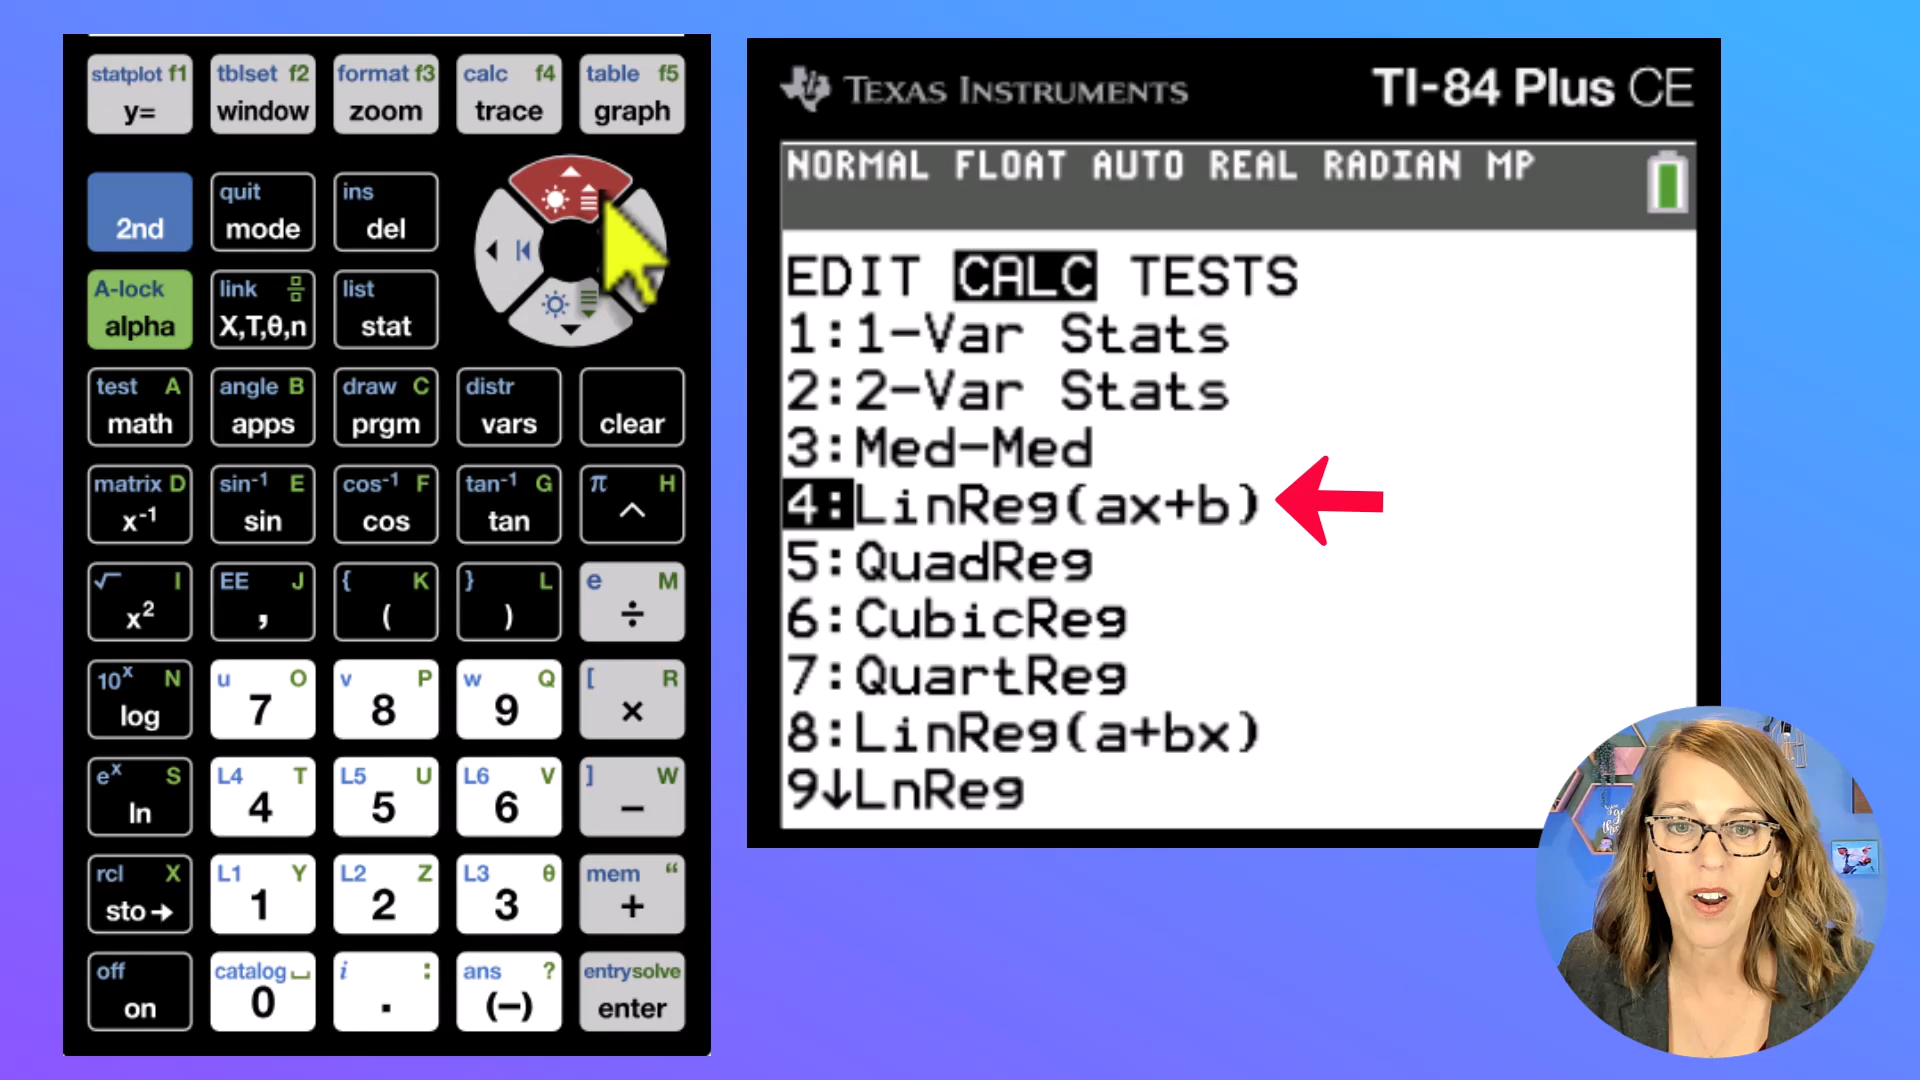 statplot f1 tblset f2 format f3 calc f4 table f5
y= window zoom trace graph
quit ins
2nd mode del
A-lock link list
alpha X,T,θ,n stat
test A angle B draw C distr
math apps prgm vars clear
matrix D sin-1 E cos-1 F tan-1 G π H
x-1 sin cos tan ^
√ I EE J { K } L e M
x2 , ( ) ÷
10x N u O v P w Q [ R
log 7 8 9 ×
ex S L4 T L5 U L6 V ] W
ln 4 5 6 −
rcl X L1 Y L2 Z L3 θ mem “
sto→ 1 2 3 +
off catalog i : ans ? entry solve
on 0 . (−) enter
TEXAS INSTRUMENTS TI-84 Plus CE
NORMAL FLOAT AUTO REAL RADIAN MP
EDIT CALC TESTS
1:1-Var Stats
2:2-Var Stats
3:Med-Med
4:LinReg(ax+b)
5:QuadReg
6:CubicReg
7:QuartReg
8:LinReg(a+bx)
9↓LnReg